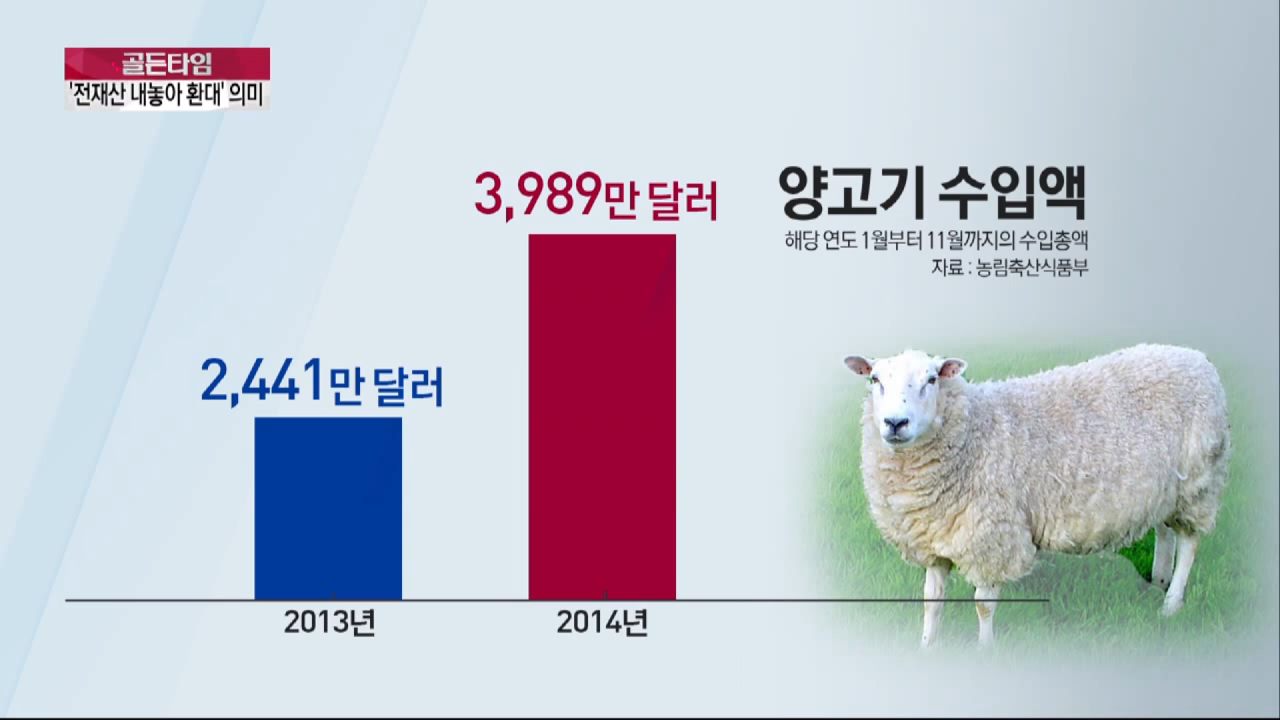 골든타임
'전재산 내놓아 환대' 의미
양고기 수입액
해당 연도 1월부터 11월까지의 수입총액
자료 : 농림축산식품부
2,441만 달러
3,989만 달러
2013년
2014년